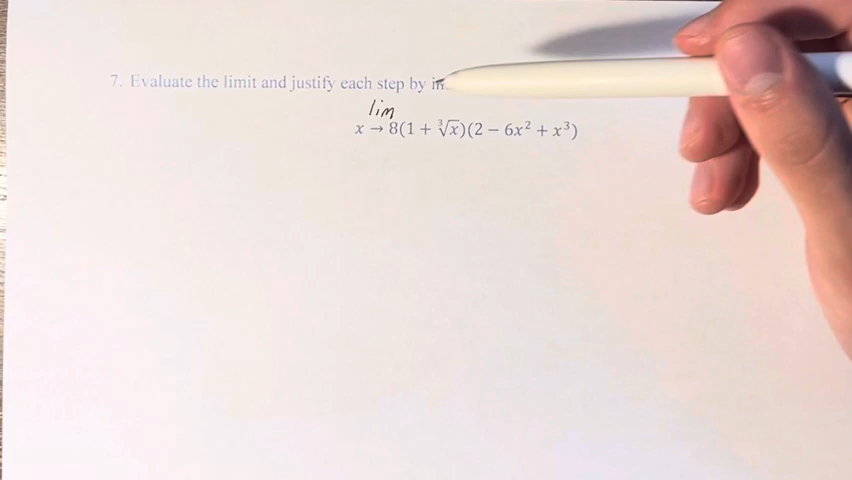 7. Evaluate the limit and justify each step by
lim
x → 8(1 + ∛x)(2 − 6x² + x³)